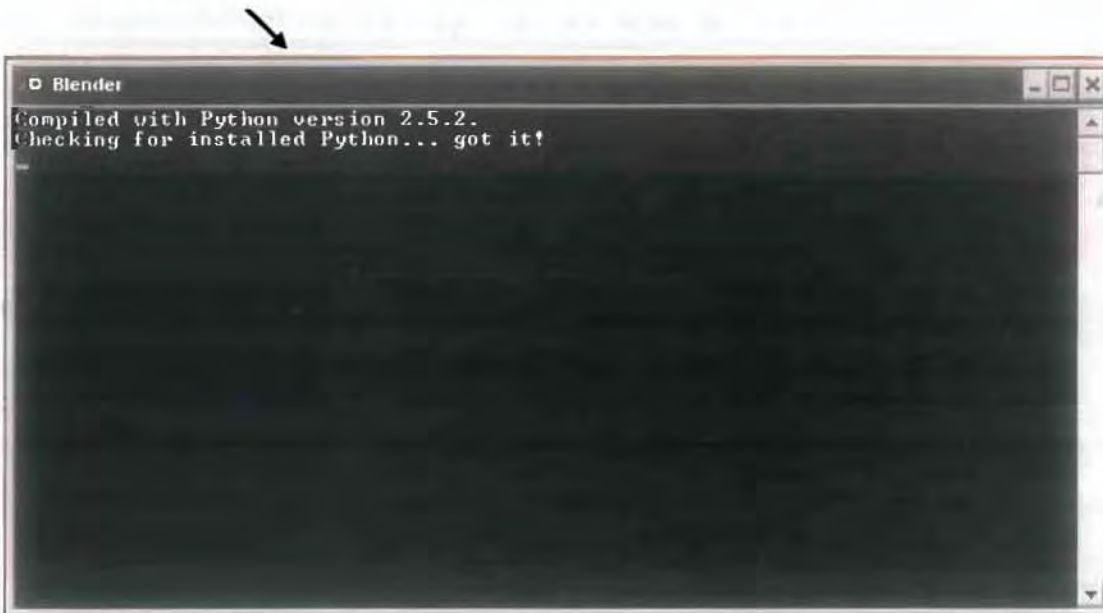 Blender
Compiled with Python version 2.5.2.
Checking for installed Python... got it!